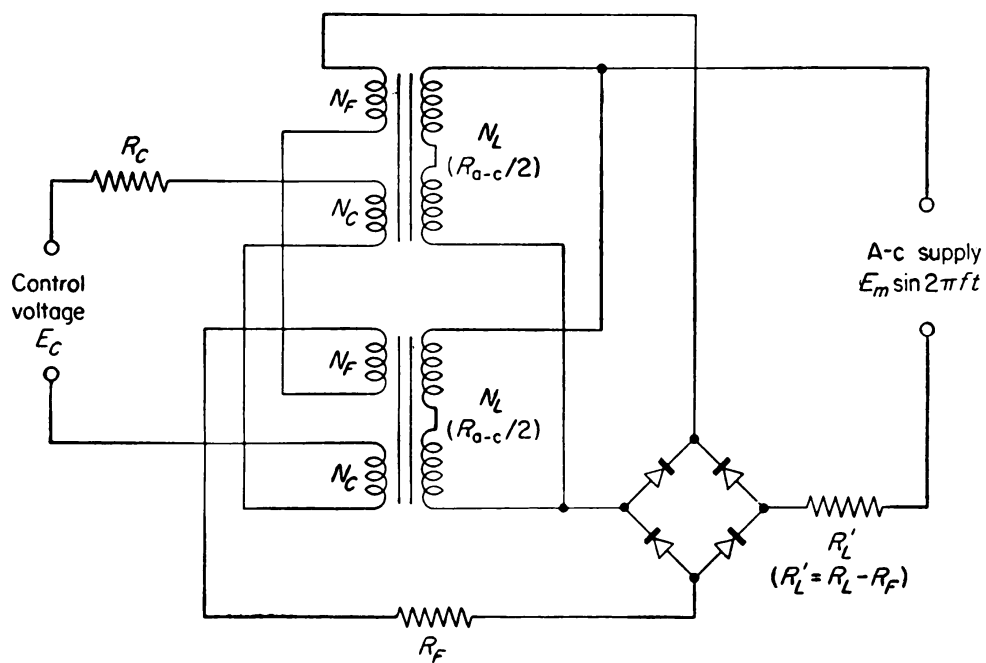 N_F
N_L
(R_a-c/2)
R_C
N_C
Control
voltage
E_C
A-c supply
E_m sin 2πft
N_F
N_L
(R_a-c/2)
N_C
R_L'
(R_L' = R_L - R_F)
R_F